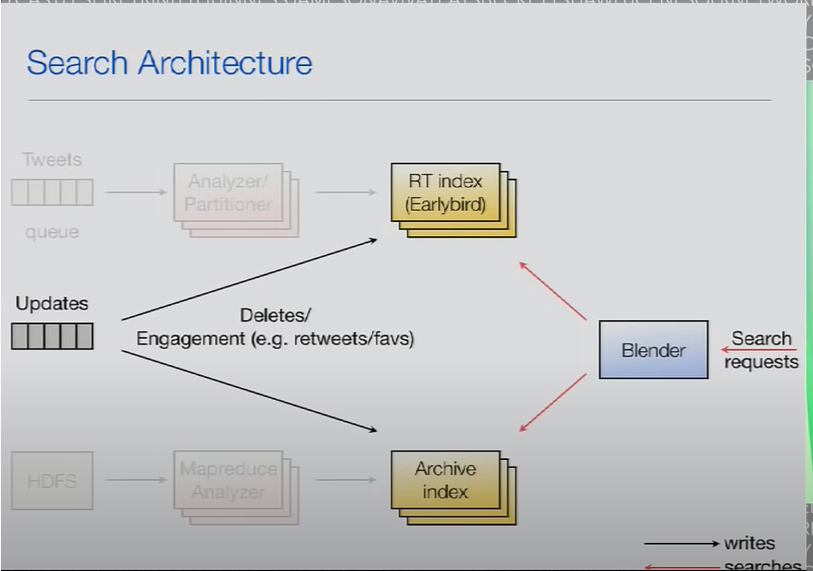 Search Architecture
Tweets
queue
Analyzer/
Partitioner
RT index
(Earlybird)
Updates
Deletes/
Engagement (e.g. retweets/favs)
Blender
Search
requests
HDFS
Mapreduce
Analyzer
Archive
index
writes
searches